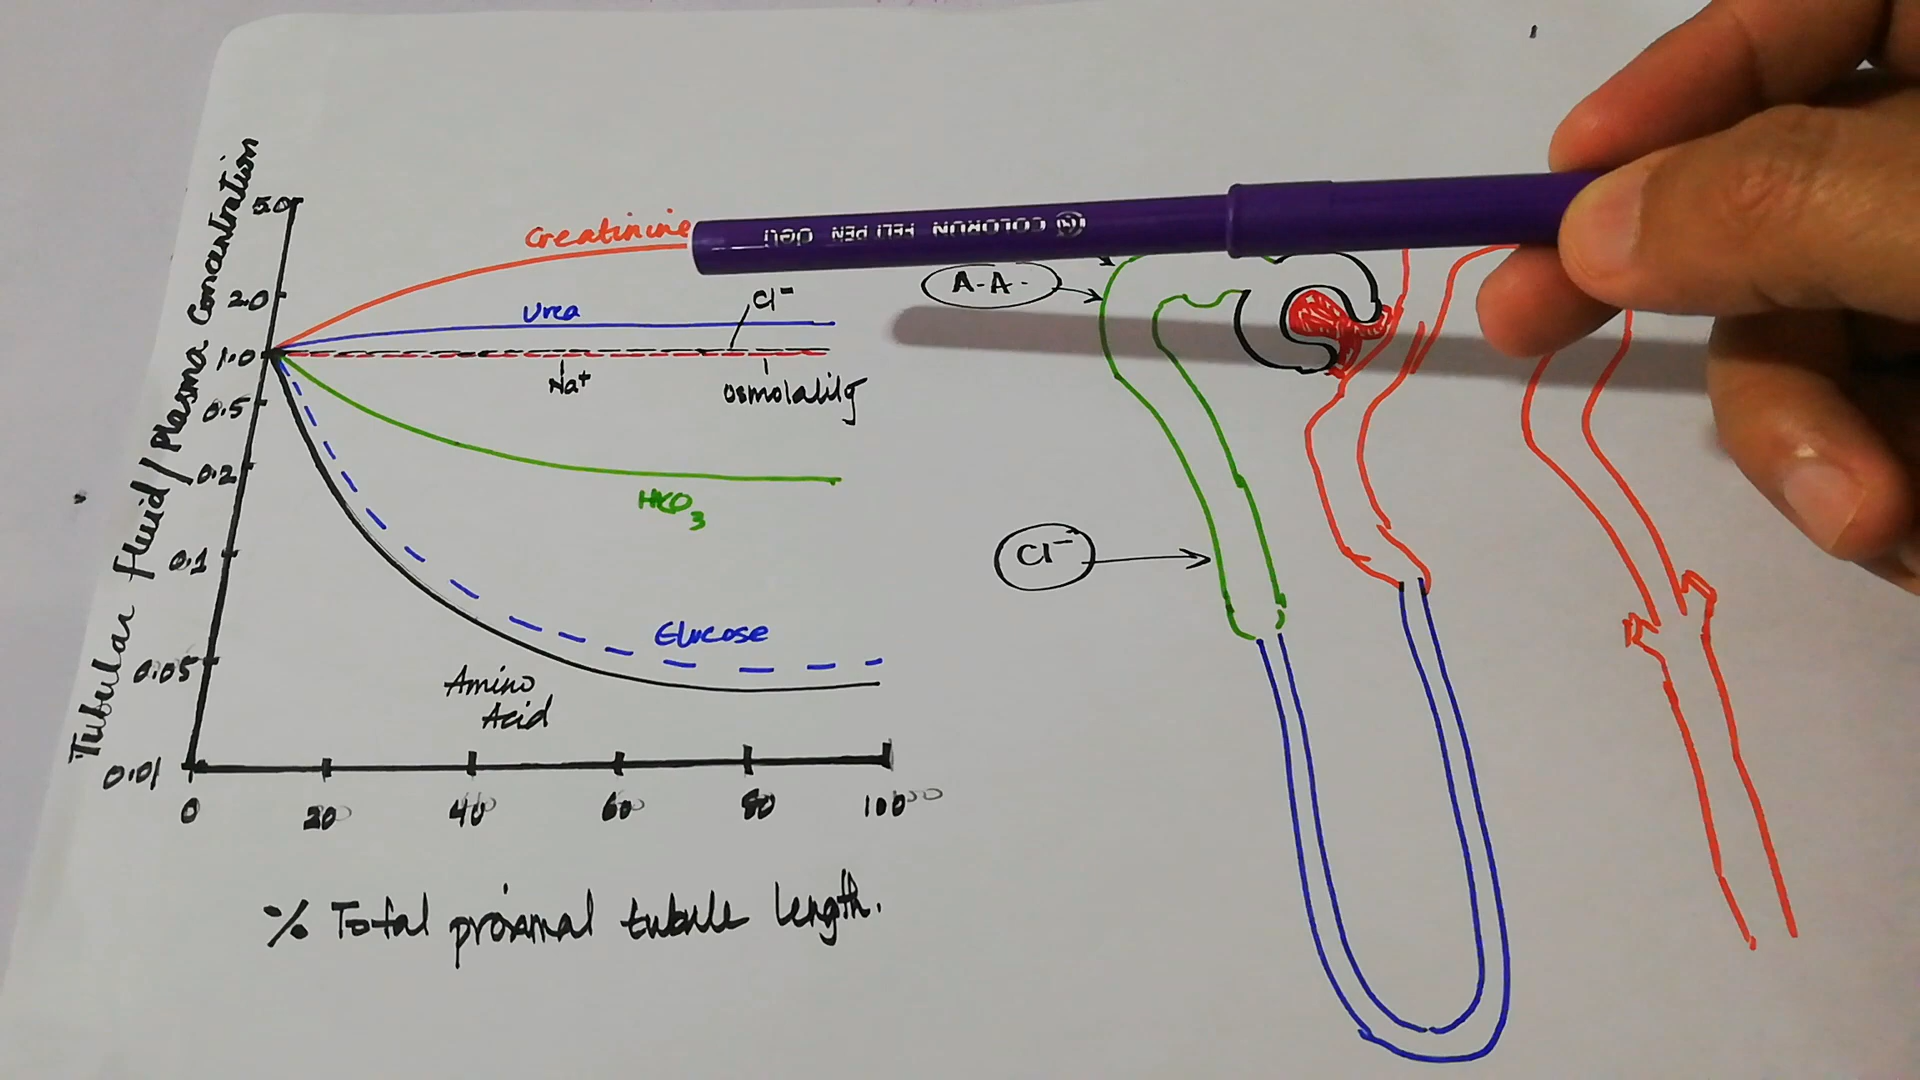 Tubular Fluid / Plasma Concentration
5.0
2.0
1.0
0.5
0.2
0.1
0.05
0.01
Creatinine
Urea
Cl⁻
Na⁺
osmolality
HCO₃
Glucose
Amino
Acid
0 20 40 60 80 100
% Total proximal tubule length.
COLORUN FELT PEN
A-A-
Cl⁻